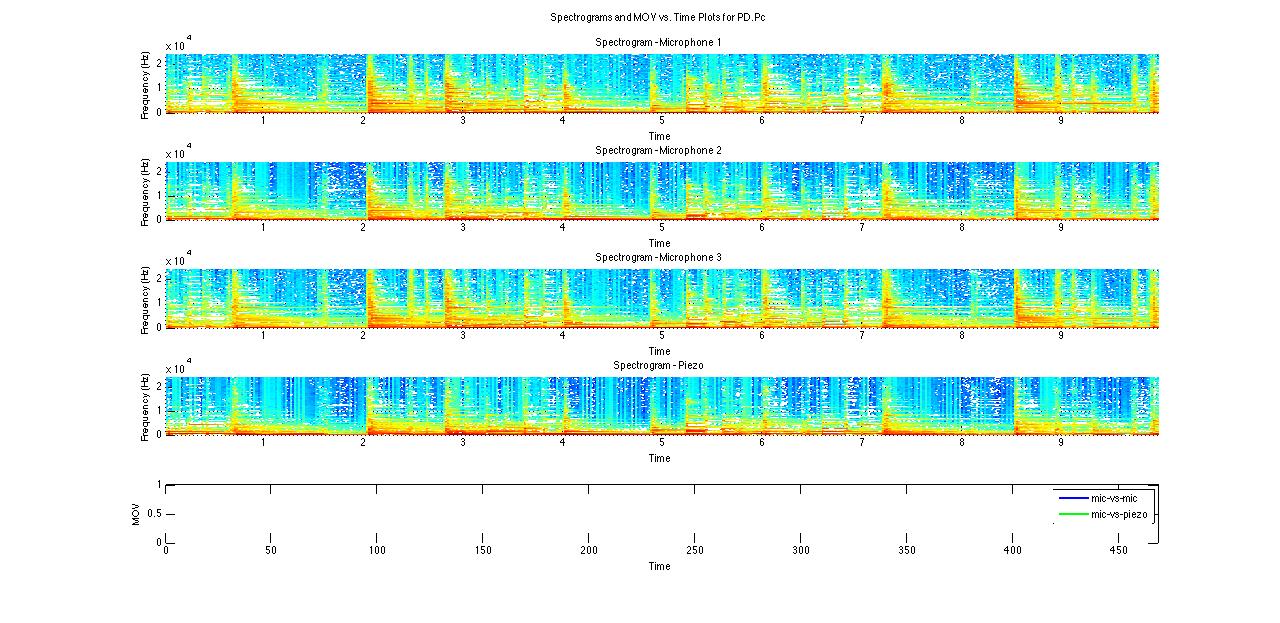 Spectrograms and MOV vs. Time Plots for PD.Pc
Spectrogram - Microphone 1
x 10 4
Frequency (Hz)
2
1
0
1 2 3 4 5 6 7 8 9
Time
Spectrogram - Microphone 2
x 10 4
Frequency (Hz)
2
1
0
1 2 3 4 5 6 7 8 9
Time
Spectrogram - Microphone 3
x 10 4
Frequency (Hz)
2
1
0
1 2 3 4 5 6 7 8 9
Time
Spectrogram - Piezo
x 10 4
Frequency (Hz)
2
1
0
1 2 3 4 5 6 7 8 9
Time
MOV
1
0.5
0
mic-vs-mic
mic-vs-piezo
0 50 100 150 200 250 300 350 400 450
Time